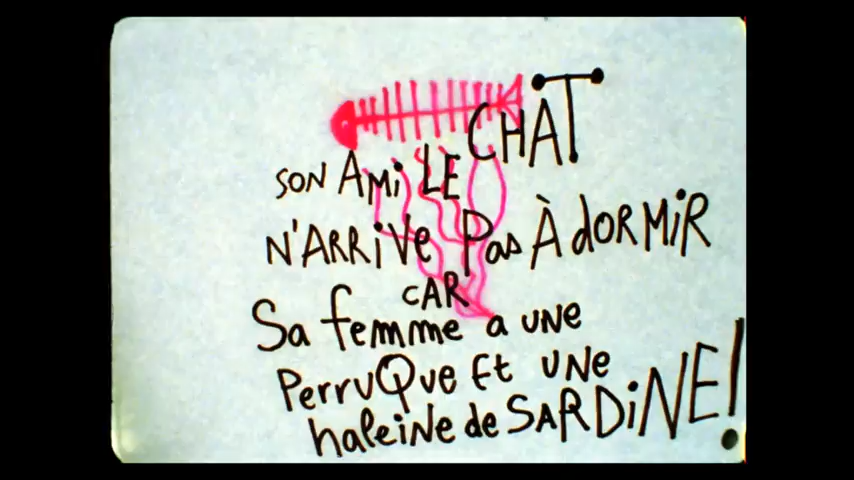 SON AMi LE CHAT
N'ARRiVE Pas À dORMiR
CAR
Sa femme a UNE
PerruQue Et UNE
haleiNe de SARDiNE!